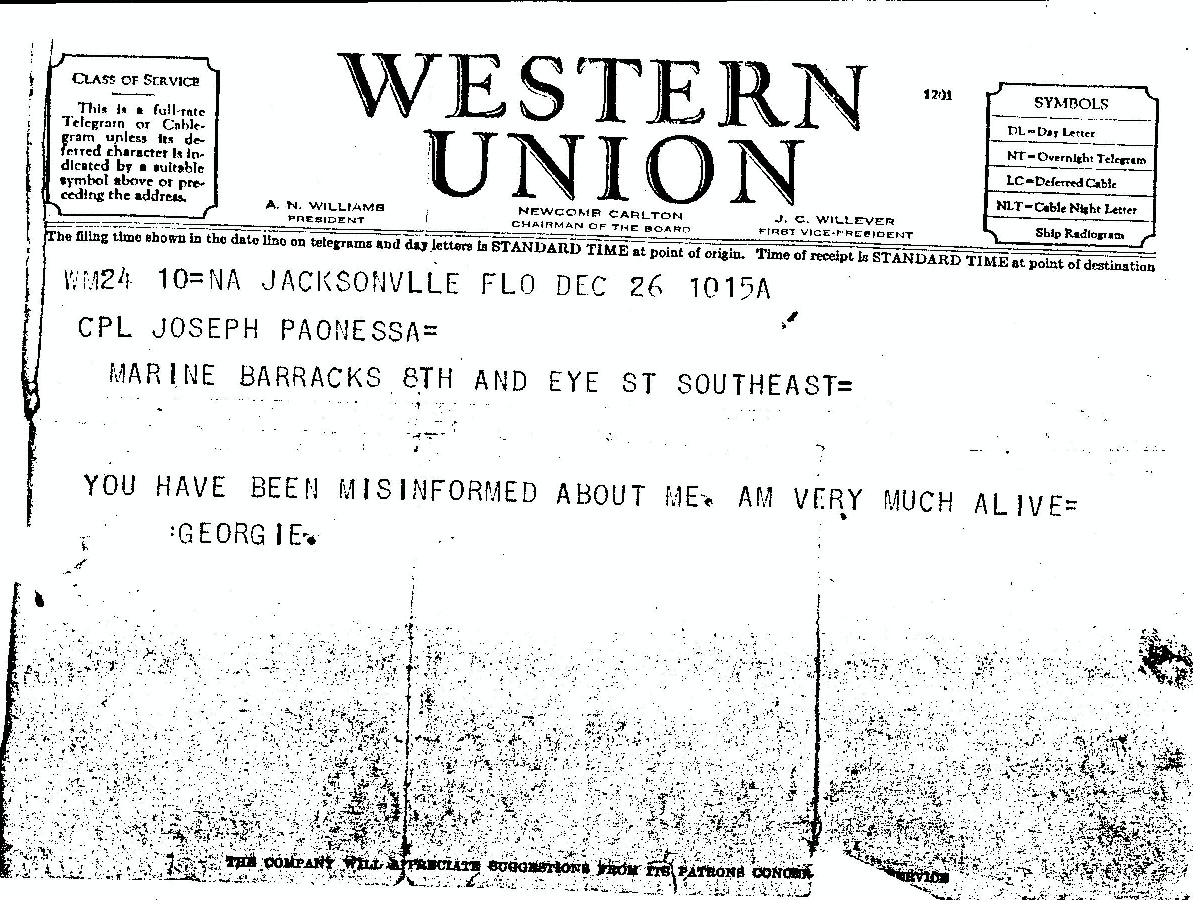 CLASS OF SERVICE
This is a full-rate
Telegram or Cable-
gram unless its de-
ferred character is in-
dicated by a suitable
symbol above or pre-
ceding the address.
WESTERN
UNION
1201
SYMBOLS
DL=Day Letter
NT=Overnight Telegram
LC=Deferred Cable
NLT=Cable Night Letter
Ship Radiogram
A. N. WILLIAMS
PRESIDENT
NEWCOMB CARLTON
CHAIRMAN OF THE BOARD
J. C. WILLEVER
FIRST VICE-PRESIDENT
The filing time shown in the date line on telegrams and day letters is STANDARD TIME at point of origin. Time of receipt is STANDARD TIME at point of destination
WM24 10=NA JACKSONVLLE FLO DEC 26 1015A
CPL JOSEPH PAONESSA=
MARINE BARRACKS 8TH AND EYE ST SOUTHEAST=
YOU HAVE BEEN MISINFORMED ABOUT ME. AM VERY MUCH ALIVE=
:GEORGIE.
THE COMPANY WILL APPRECIATE SUGGESTIONS FROM ITS PATRONS CONCER SERVICE